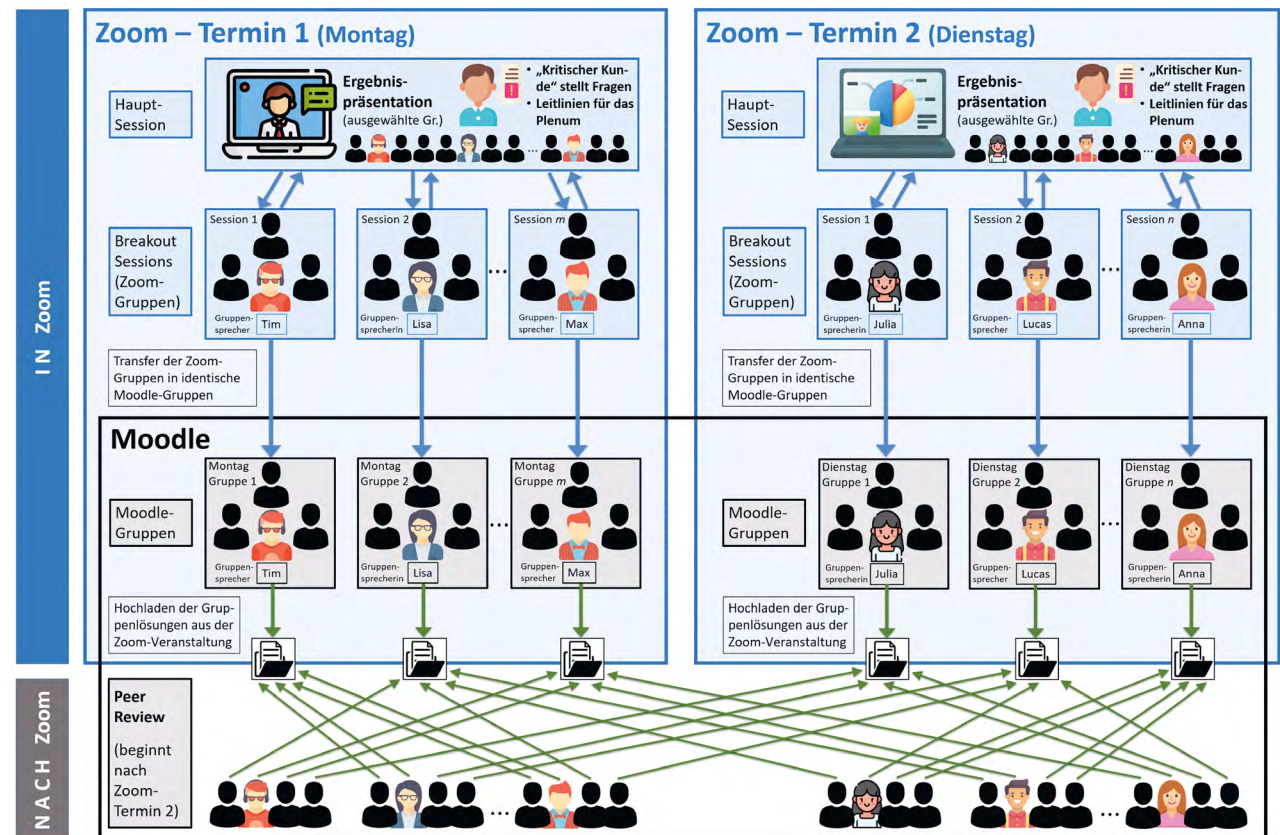 IN Zoom
NACH Zoom
Zoom – Termin 1 (Montag)
Haupt-
Session
Ergebnis-
präsentation
(ausgewählte Gr.)
• „Kritischer Kun-
de“ stellt Fragen
• Leitlinien für das
Plenum
...
Breakout
Sessions
(Zoom-
Gruppen)
Session 1
Gruppen-
sprecher
Tim
Session 2
Gruppen-
sprecherin
Lisa
...
Session m
Gruppen-
sprecher
Max
Transfer der Zoom-
Gruppen in identische
Moodle-Gruppen
Zoom – Termin 2 (Dienstag)
Haupt-
Session
Ergebnis-
präsentation
(ausgewählte Gr.)
• „Kritischer Kun-
de“ stellt Fragen
• Leitlinien für das
Plenum
...
Breakout
Sessions
(Zoom-
Gruppen)
Session 1
Gruppen-
sprecherin
Julia
Session 2
Gruppen-
sprecher
Lucas
...
Session n
Gruppen-
sprecherin
Anna
Transfer der Zoom-
Gruppen in identische
Moodle-Gruppen
Moodle
Moodle-
Gruppen
Montag
Gruppe 1
Gruppen-
sprecher
Tim
Montag
Gruppe 2
Gruppen-
sprecherin
Lisa
...
Montag
Gruppe m
Gruppen-
sprecher
Max
Hochladen der Grup-
penlösungen aus der
Zoom-Veranstaltung
Moodle-
Gruppen
Dienstag
Gruppe 1
Gruppen-
sprecherin
Julia
Dienstag
Gruppe 2
Gruppen-
sprecher
Lucas
...
Dienstag
Gruppe n
Gruppen-
sprecherin
Anna
Hochladen der Grup-
penlösungen aus der
Zoom-Veranstaltung
Peer
Review
(beginnt
nach
Zoom-
Termin 2)
...
...